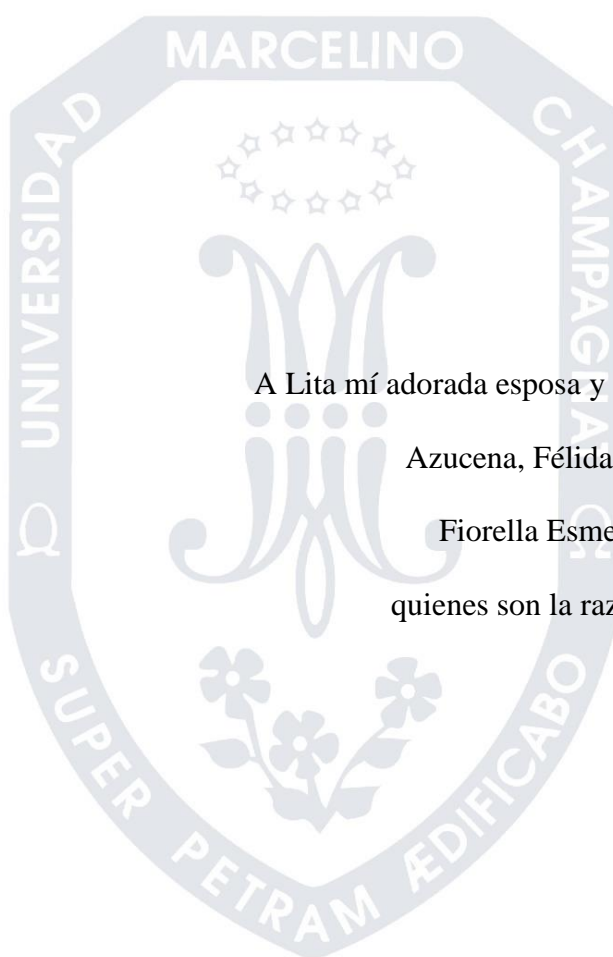 MARCELINO
UNIVERSIDAD
CHAMPAGNAT
A Lita mí adorada esposa y
Azucena, Félida
Fiorella Esme
quienes son la raz
SUPER PETRAM ÆDIFICABO